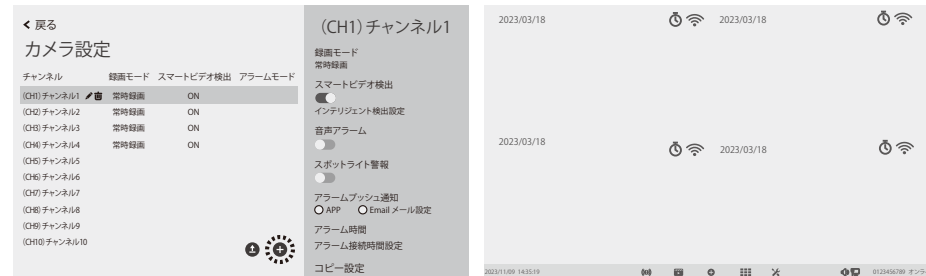 戻る
カメラ設定
チャンネル 録画モード スマートビデオ検出 アラームモード
(CH1)チャンネル1 常時録画 ON
(CH2)チャンネル2 常時録画 ON
(CH3)チャンネル3 常時録画 ON
(CH4)チャンネル4 常時録画 ON
(CH5)チャンネル5
(CH6)チャンネル6
(CH7)チャンネル7
(CH8)チャンネル8
(CH9)チャンネル9
(CH10)チャンネル10
(CH1)チャンネル1
録画モード
常時録画
スマートビデオ検出
インテリジェント検出設定
音声アラーム
スポットライト警報
アラームプッシュ通知
APP Emailメール設定
アラーム時間
アラーム接続時間設定
コピー設定
2023/03/18 2023/03/18
2023/03/18 2023/03/18
2023/11/09 14:35:19 0123456789 オンラ